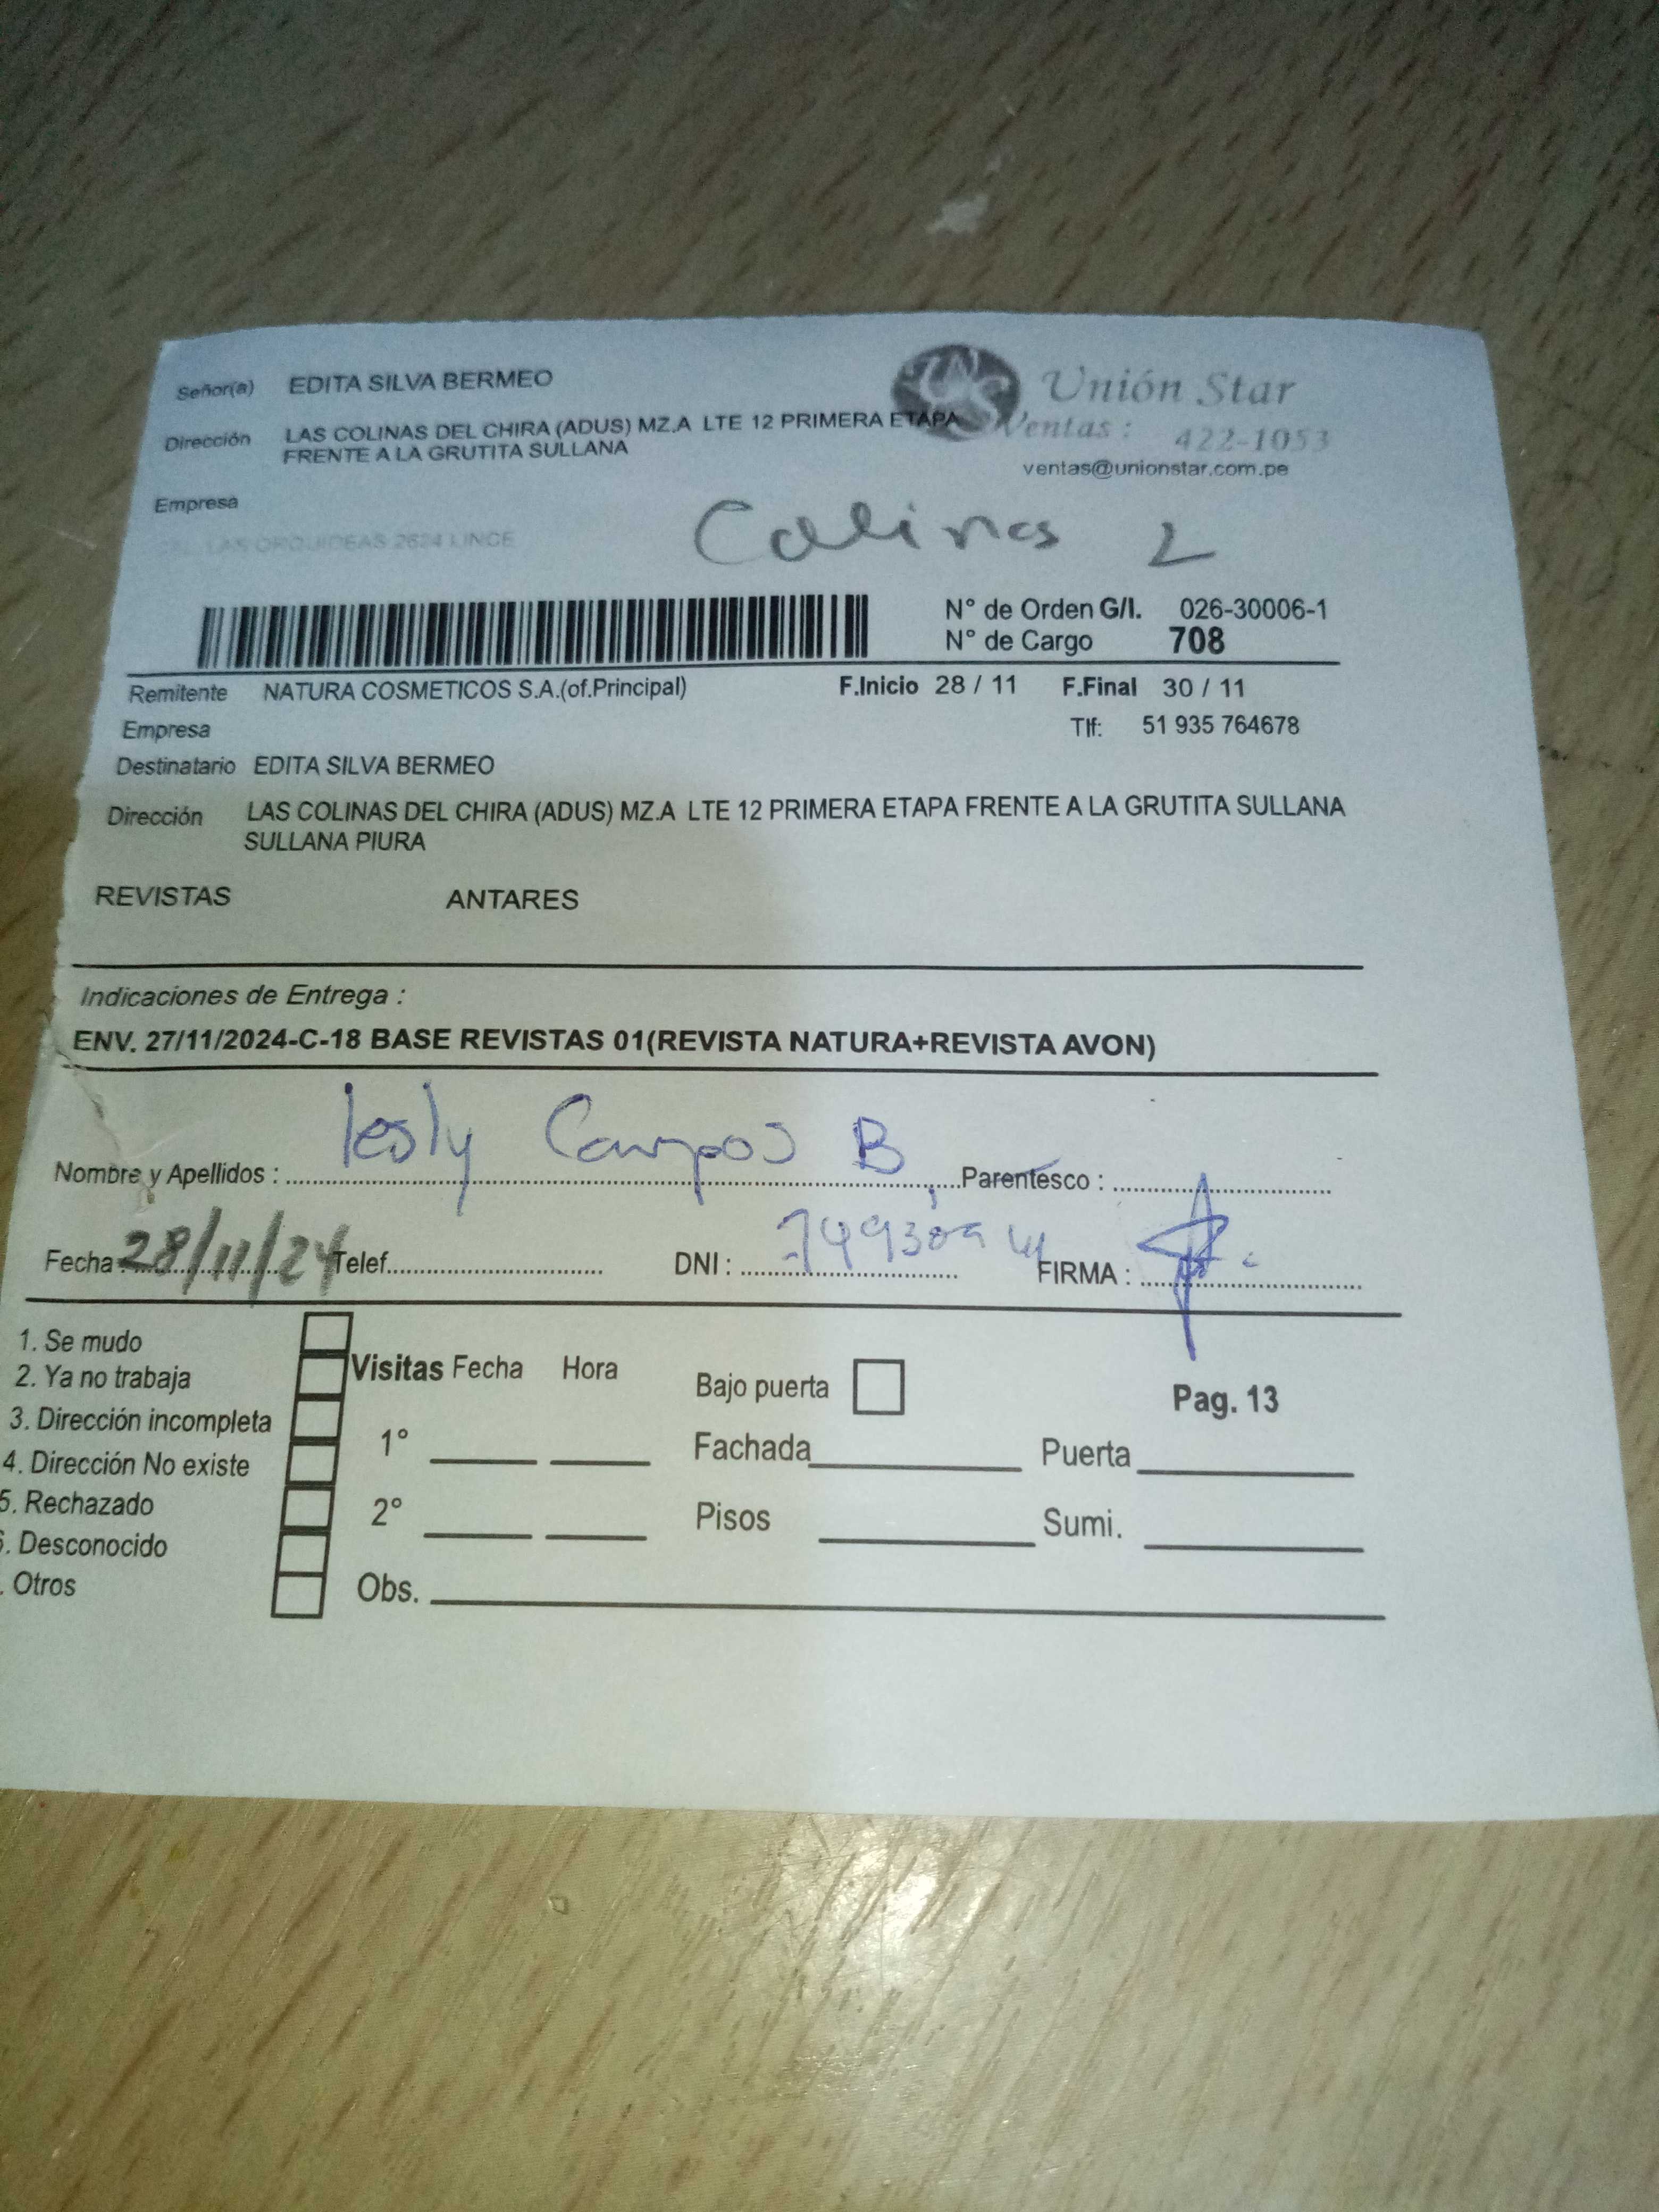 Señor(a) EDITA SILVA BERMEO
Unión Star
Dirección LAS COLINAS DEL CHIRA (ADUS) MZ.A LTE 12 PRIMERA ETAPA
FRENTE A LA GRUTITA SULLANA
Ventas : 422-1053
ventas@unionstar.com.pe
Empresa
LAS ORQUIDEAS 2624 LINCE
Colinas 2
N° de Orden G/I. 026-30006-1
N° de Cargo 708
Remitente NATURA COSMETICOS S.A.(of.Principal) F.Inicio 28 / 11 F.Final 30 / 11
Empresa Tlf: 51 935 764678
Destinatario EDITA SILVA BERMEO
Dirección LAS COLINAS DEL CHIRA (ADUS) MZ.A LTE 12 PRIMERA ETAPA FRENTE A LA GRUTITA SULLANA
SULLANA PIURA
REVISTAS ANTARES
Indicaciones de Entrega :
ENV. 27/11/2024-C-18 BASE REVISTAS 01(REVISTA NATURA+REVISTA AVON)
Nombre y Apellidos : lesly Campos B Parentesco :
Fecha : 28/11/24 Telef. DNI : FIRMA :
1. Se mudo
2. Ya no trabaja
3. Dirección incompleta
4. Dirección No existe
5. Rechazado
. Desconocido
. Otros
Visitas Fecha Hora
1°
2°
Obs.
Bajo puerta
Pag. 13
Fachada Puerta
Pisos Sumi.